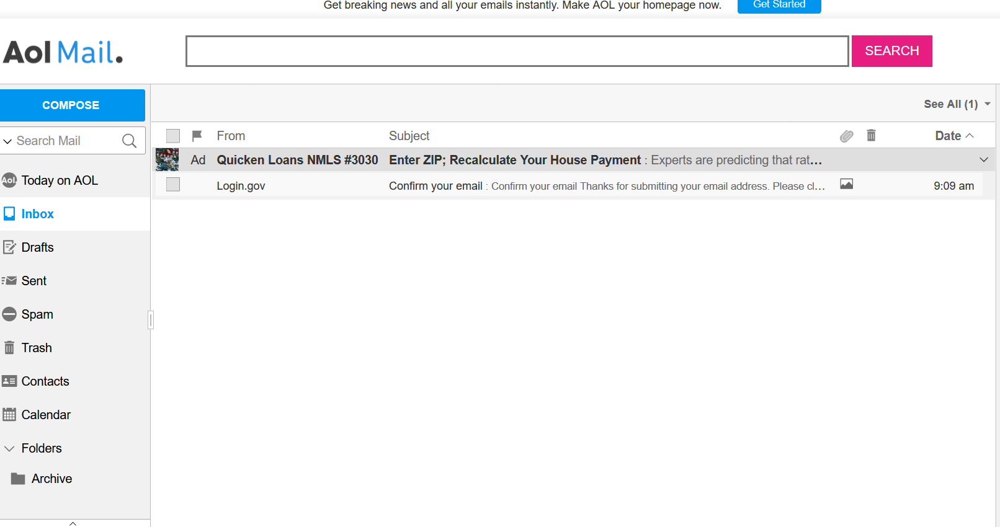 Get breaking news and all your emails instantly. Make AOL your homepage now. Get Started
Aol Mail.
SEARCH
COMPOSE
See All (1)
Search Mail
From Subject Date
Ad Quicken Loans NMLS #3030 Enter ZIP; Recalculate Your House Payment : Experts are predicting that rat...
Login.gov Confirm your email : Confirm your email Thanks for submitting your email address. Please cl... 9:09 am
Aol. Today on AOL
Inbox
Drafts
Sent
Spam
Trash
Contacts
Calendar
Folders
Archive